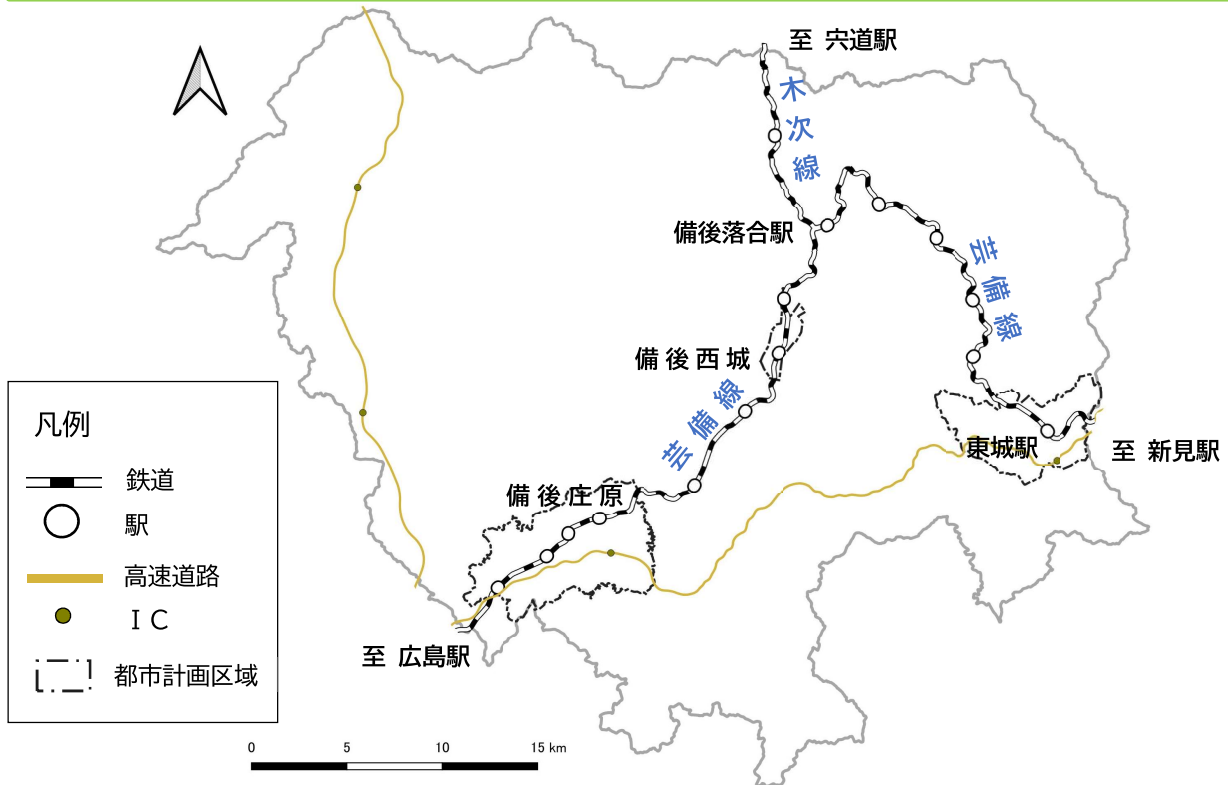 至 宍道駅
木次線
備後落合駅
芸備線
備後西城
芸備線
東城駅
至 新見駅
備後庄原
至 広島駅
凡例
鉄道
駅
高速道路
ＩＣ
都市計画区域
0 5 10 15 km